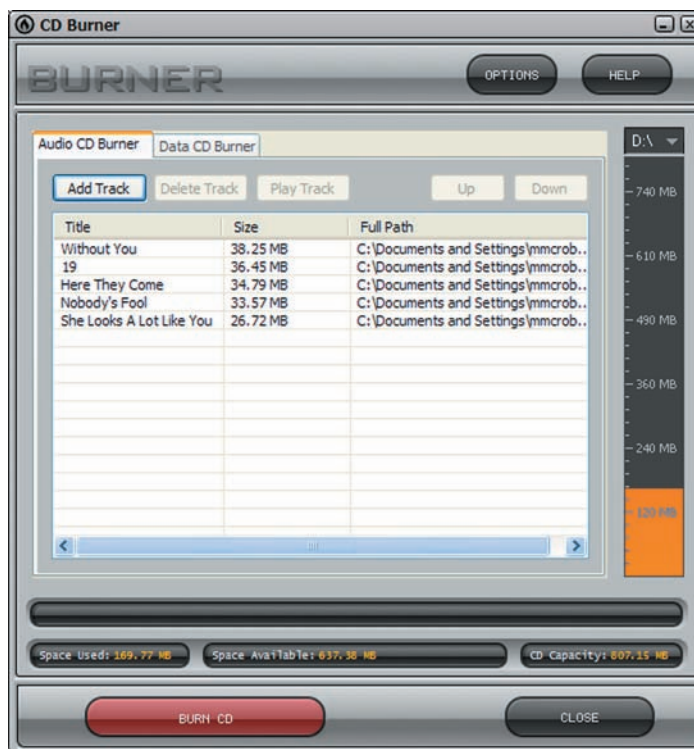 CD Burner
BURNER
OPTIONS
HELP
Audio CD Burner Data CD Burner
D:\
Add Track Delete Track Play Track Up Down
Title Size Full Path
Without You 38.25 MB C:\Documents and Settings\mmcrob..
19 36.45 MB C:\Documents and Settings\mmcrob..
Here They Come 34.79 MB C:\Documents and Settings\mmcrob..
Nobody's Fool 33.57 MB C:\Documents and Settings\mmcrob..
She Looks A Lot Like You 26.72 MB C:\Documents and Settings\mmcrob..
740 MB
610 MB
490 MB
360 MB
240 MB
120 MB
Space Used: 169.77 MB
Space Available: 637.38 MB
CD Capacity: 807.15 MB
BURN CD
CLOSE